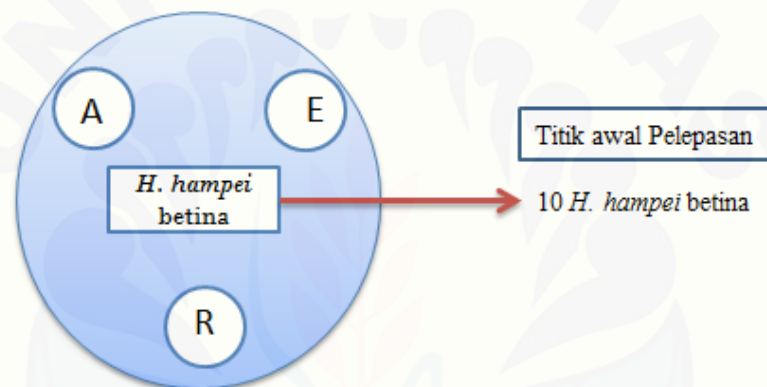 A
E
Titik awal Pelepasan
H. hampei
betina
10 H. hampei betina
R